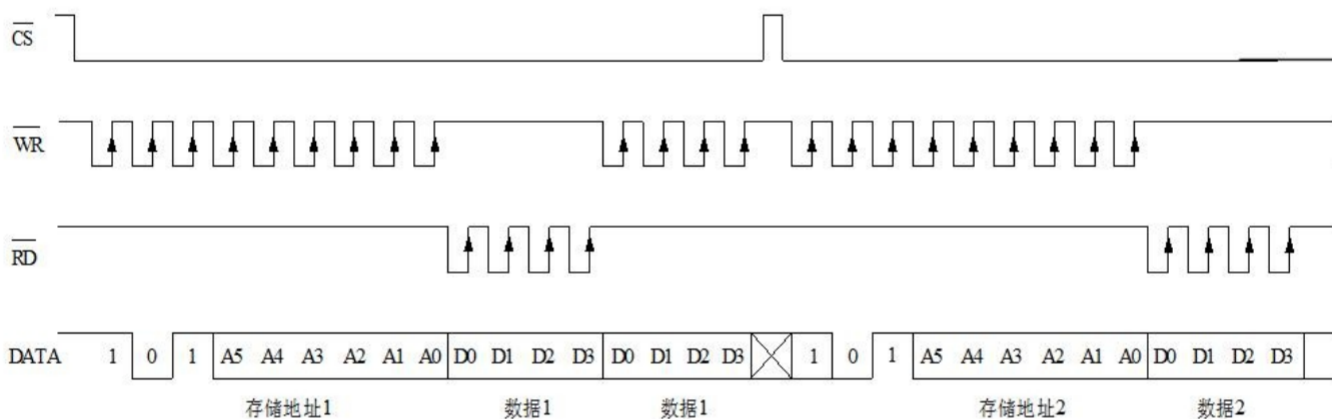 CS
WR
RD
DATA 1 0 1 A5 A4 A3 A2 A1 A0 D0 D1 D2 D3 D0 D1 D2 D3 1 0 1 A5 A4 A3 A2 A1 A0 D0 D1 D2 D3
存储地址1 数据1 数据1 存储地址2 数据2